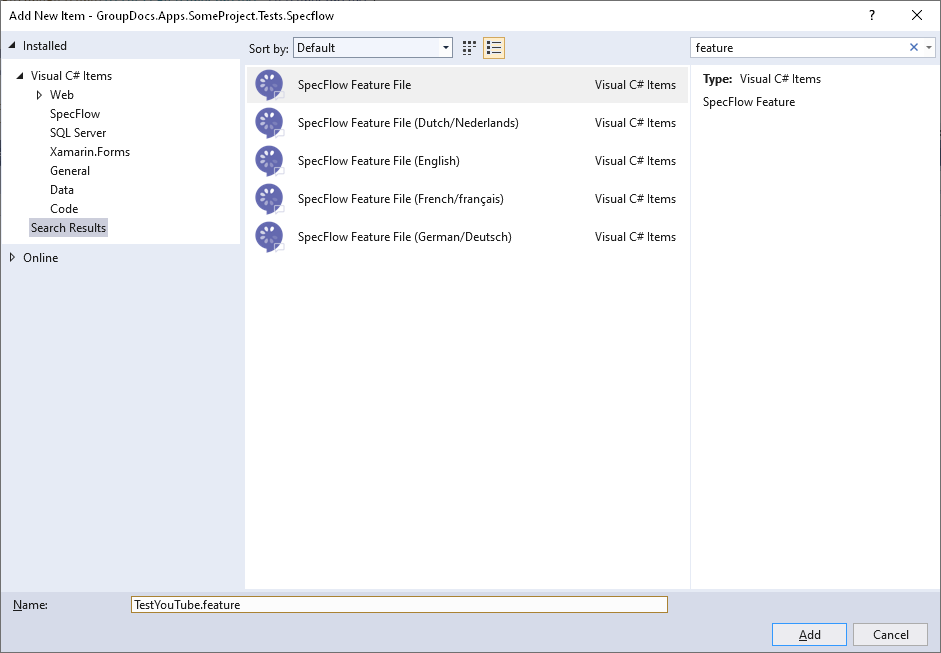 Add New Item - GroupDocs.Apps.SomeProject.Tests.Specflow ?
Installed
Sort by: Default
feature
Visual C# Items
Web
SpecFlow
SQL Server
Xamarin.Forms
General
Data
Code
Search Results
Online
SpecFlow Feature File Visual C# Items
SpecFlow Feature File (Dutch/Nederlands) Visual C# Items
SpecFlow Feature File (English) Visual C# Items
SpecFlow Feature File (French/français) Visual C# Items
SpecFlow Feature File (German/Deutsch) Visual C# Items
Type: Visual C# Items
SpecFlow Feature
Name: TestYouTube.feature
Add Cancel